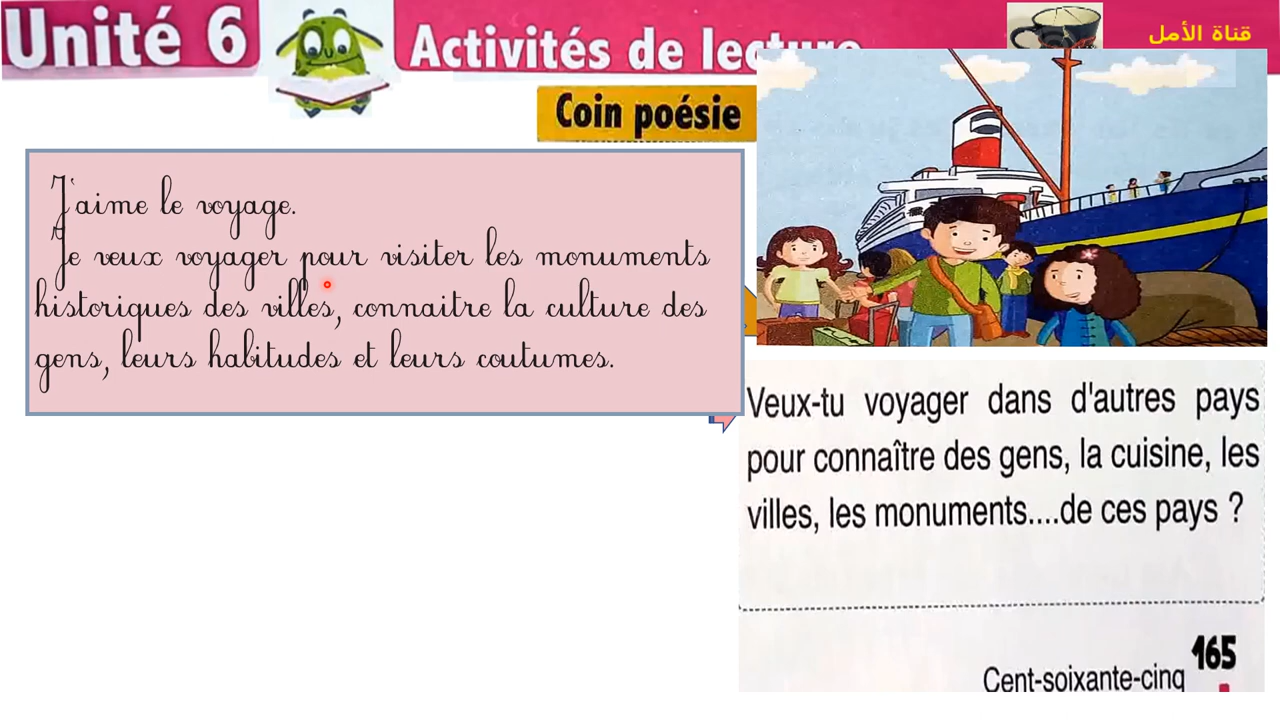 Unité 6
Activités de lecture
قناة الأمل
Coin poésie
J'aime le voyage.
Je veux voyager pour visiter les monuments
historiques des villes, connaitre la culture des
gens, leurs habitudes et leurs coutumes.
Veux-tu voyager dans d'autres pays
pour connaître des gens, la cuisine, les
villes, les monuments....de ces pays ?
165
Cent-soixante-cinq